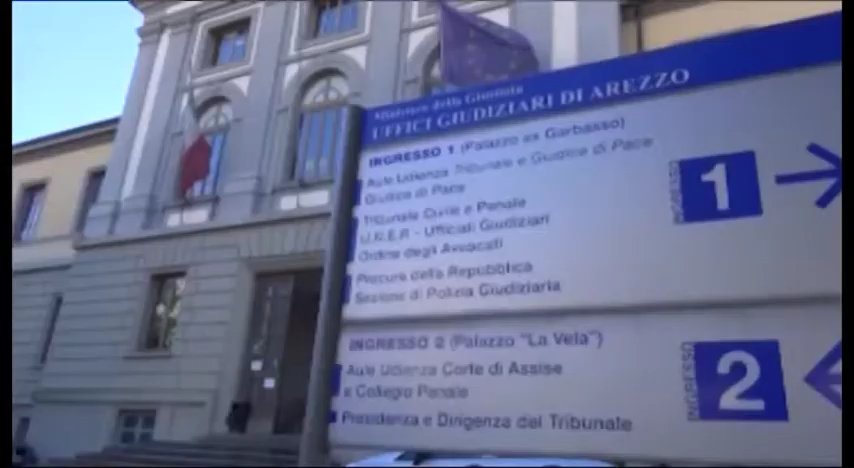 Ministero della Giustizia
UFFICI GIUDIZIARI DI AREZZO
INGRESSO 1 (Palazzo ex Garbasso)
Aule Udienza Tribunale e Giudice di Pace
Giudice di Pace
Tribunale Civile e Penale
U.N.E.P. - Ufficiali Giudiziari
Ordine degli Avvocati
Procura della Repubblica
Sezione di Polizia Giudiziaria
INGRESSO 1
INGRESSO 2 (Palazzo "La Vela")
Aule Udienza Corte di Assise
e Collegio Penale
Presidenza e Dirigenza del Tribunale
INGRESSO 2